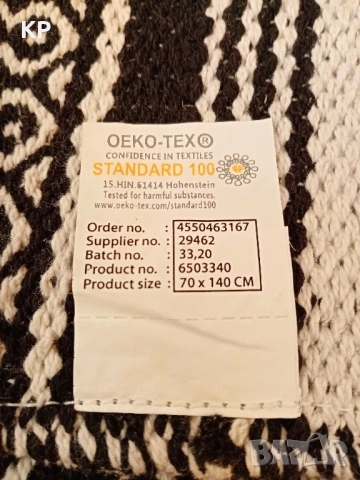 KP
OEKO-TEX®
CONFIDENCE IN TEXTILES
STANDARD 100
15.HIN.61414 Hohenstein
Tested for harmful substances.
www.oeko-tex.com/standard100
Order no. : 4550463167
Supplier no. : 29462
Batch no. : 33,20
Product no. : 6503340
Product size : 70 x 140 CM
BAZAR